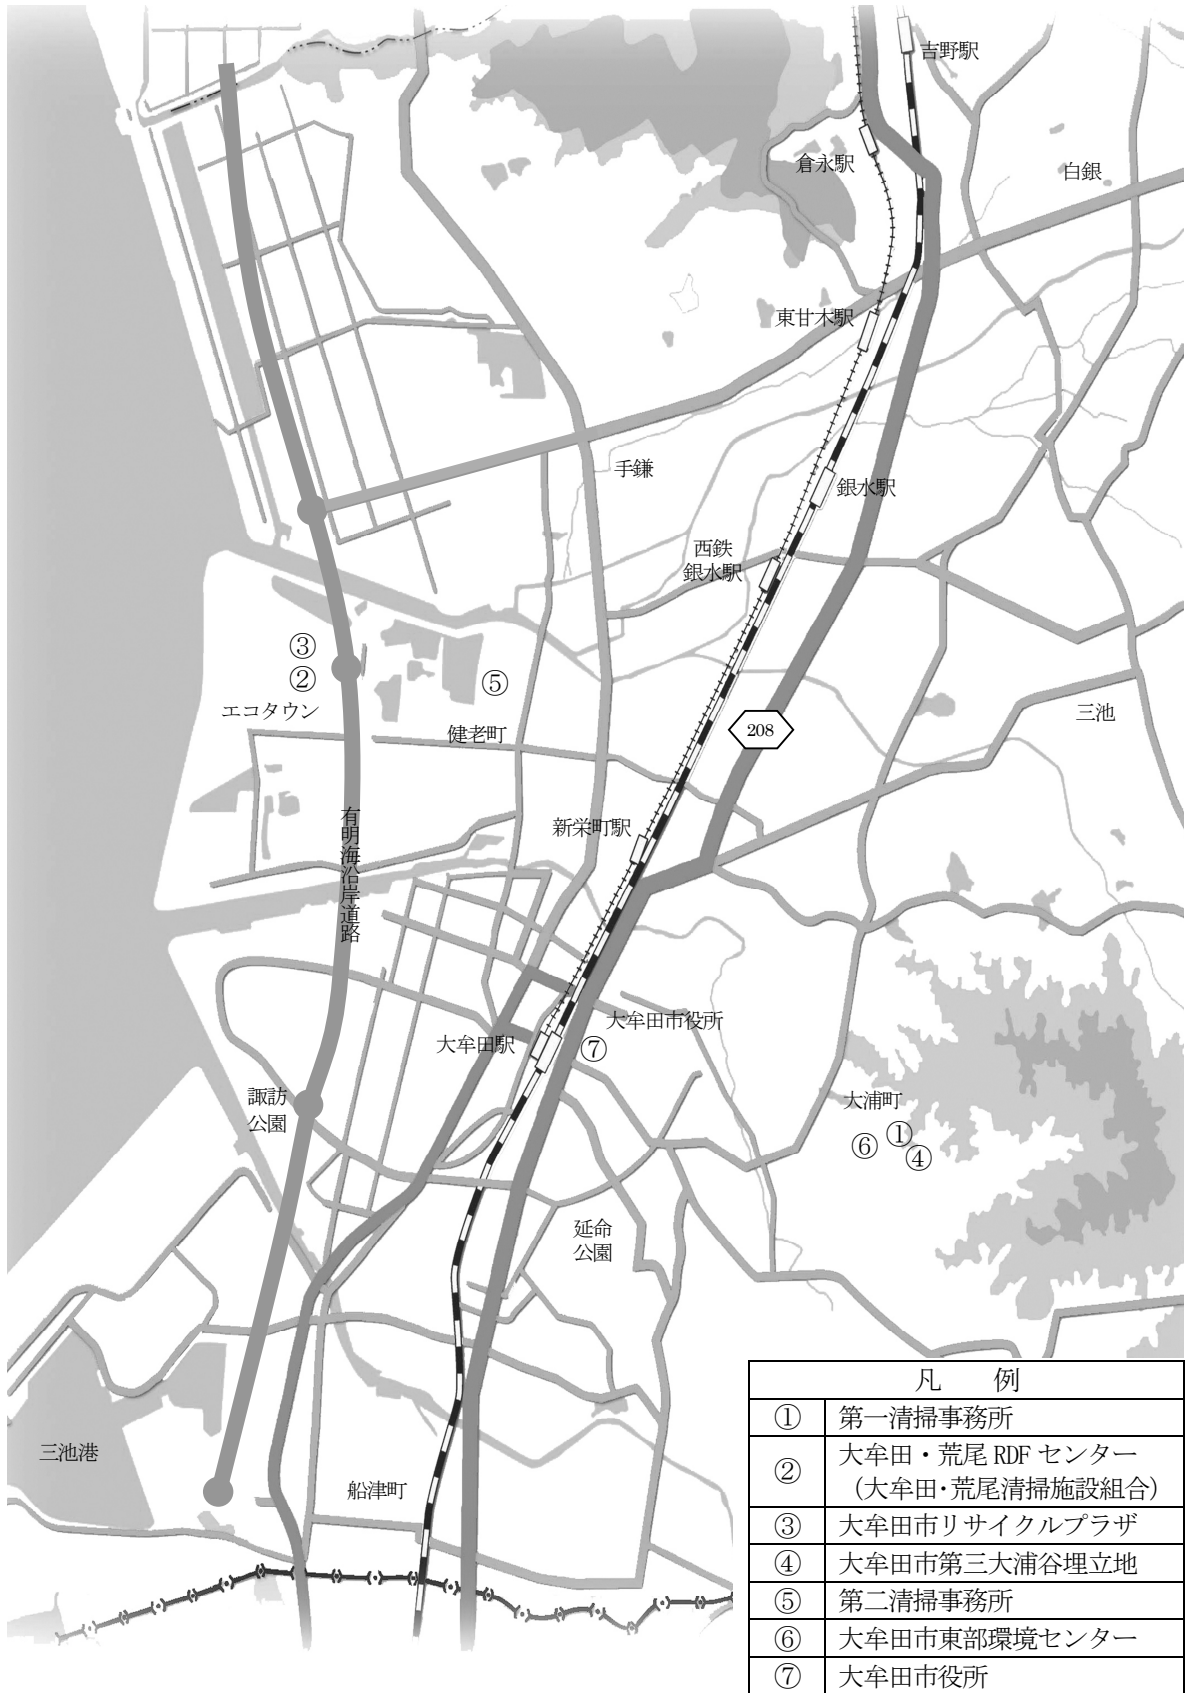 吉野駅
倉永駅
白銀
東甘木駅
手鎌
銀水駅
西鉄
銀水駅
③
②
⑤
エコタウン
健老町
三池
208
有明海沿岸道路
新栄町駅
大牟田市役所
大牟田駅
⑦
諏訪
公園
大浦町
①
⑥
④
延命
公園
三池港
船津町
凡 例
① 第一清掃事務所
② 大牟田・荒尾 RDF センター
（大牟田・荒尾清掃施設組合）
③ 大牟田市リサイクルプラザ
④ 大牟田市第三大浦谷埋立地
⑤ 第二清掃事務所
⑥ 大牟田市東部環境センター
⑦ 大牟田市役所